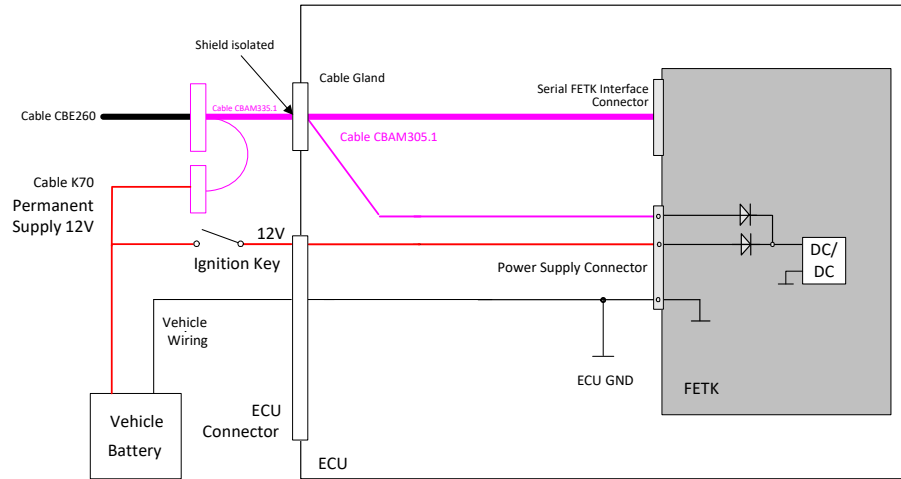 Shield isolated
Cable Gland
Serial FETK Interface
Connector
Cable CBE260
Cable CBAM335.1
Cable CBAM305.1
Cable K70
Permanent
Supply 12V
12V
Ignition Key
Power Supply Connector
DC/
DC
Vehicle
Wiring
ECU GND
FETK
ECU
Connector
Vehicle
Battery
ECU